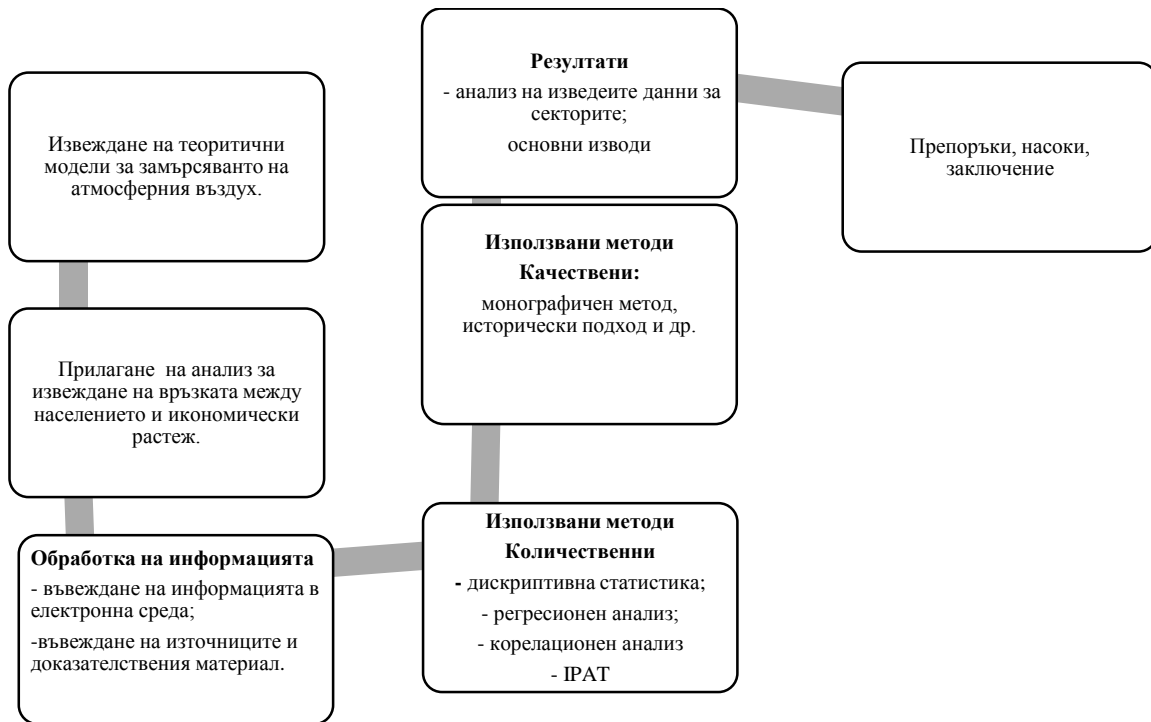 Извеждане на теоритични
модели за замърсяванто на
атмосферния въздух.
Прилагане на анализ за
извеждане на връзката между
населението и икономически
растеж.
Обработка на информацията
- въвеждане на информацията в
електронна среда;
-въвеждане на източниците и
доказателствения материал.
Използвани методи
Количественни
- дискриптивна статистика;
- регресионен анализ;
- корелационен анализ
- IPAT
Използвани методи
Качествени:
монографичен метод,
исторически подход и др.
Резултати
- анализ на изведеите данни за
секторите;
основни изводи
Препоръки, насоки,
заключение